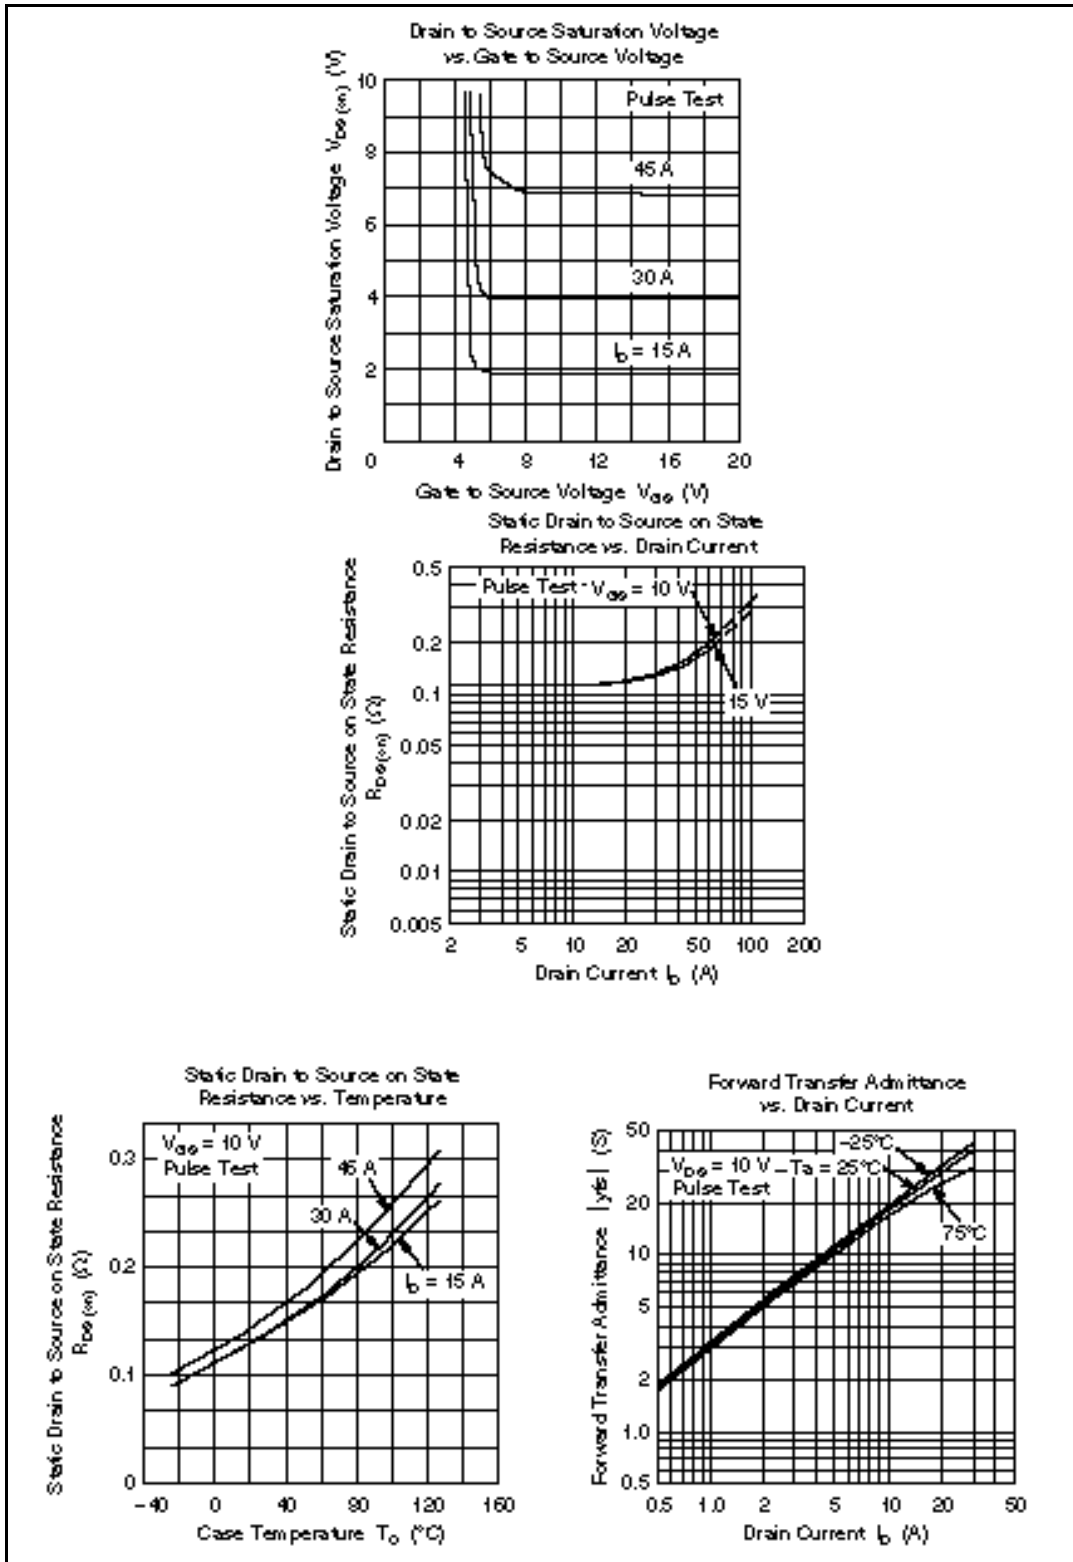 Drain to Source Saturation Voltage
vs. Gate to Source Voltage
Drain to Source Saturation Voltage V_DS(on) (V)
10
8
6
4
2
0
Pulse Test
45 A
30 A
I_D = 15 A
4
8
12
16
20
Gate to Source Voltage V_GS (V)
Static Drain to Source on State
Resistance vs. Drain Current
Static Drain to Source on State Resistance
R_DS(on) (Ω)
0.5
0.2
0.1
0.05
0.02
0.01
0.005
Pulse Test
V_GS = 10 V
15 V
2
5
10
20
50
100
200
Drain Current I_D (A)
Static Drain to Source on State
Resistance vs. Temperature
Static Drain to Source on State Resistance
R_DS(on) (Ω)
0.3
0.2
0.1
0
V_GS = 10 V
Pulse Test
45 A
30 A
I_D = 15 A
−40
0
40
80
120
160
Case Temperature T_C (°C)
Forward Transfer Admittance
vs. Drain Current
Forward Transfer Admittance |yfs| (S)
50
20
10
5
2
1.0
0.5
V_DS = 10 V
Pulse Test
−25°C
Ta = 25°C
75°C
0.5
1.0
2
5
10
20
50
Drain Current I_D (A)